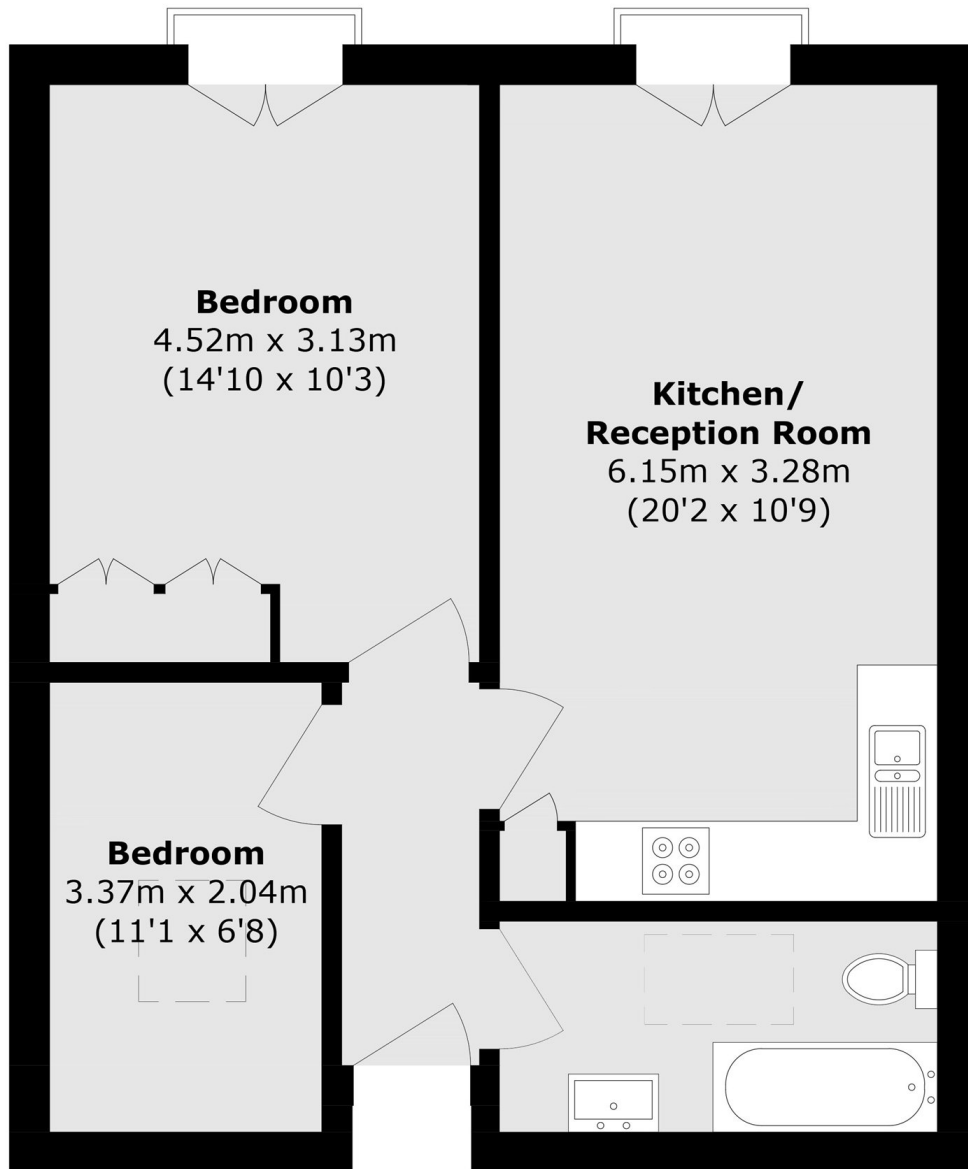 Bedroom
4.52m x 3.13m
(14'10 x 10'3)
Kitchen/
Reception Room
6.15m x 3.28m
(20'2 x 10'9)
Bedroom
3.37m x 2.04m
(11'1 x 6'8)